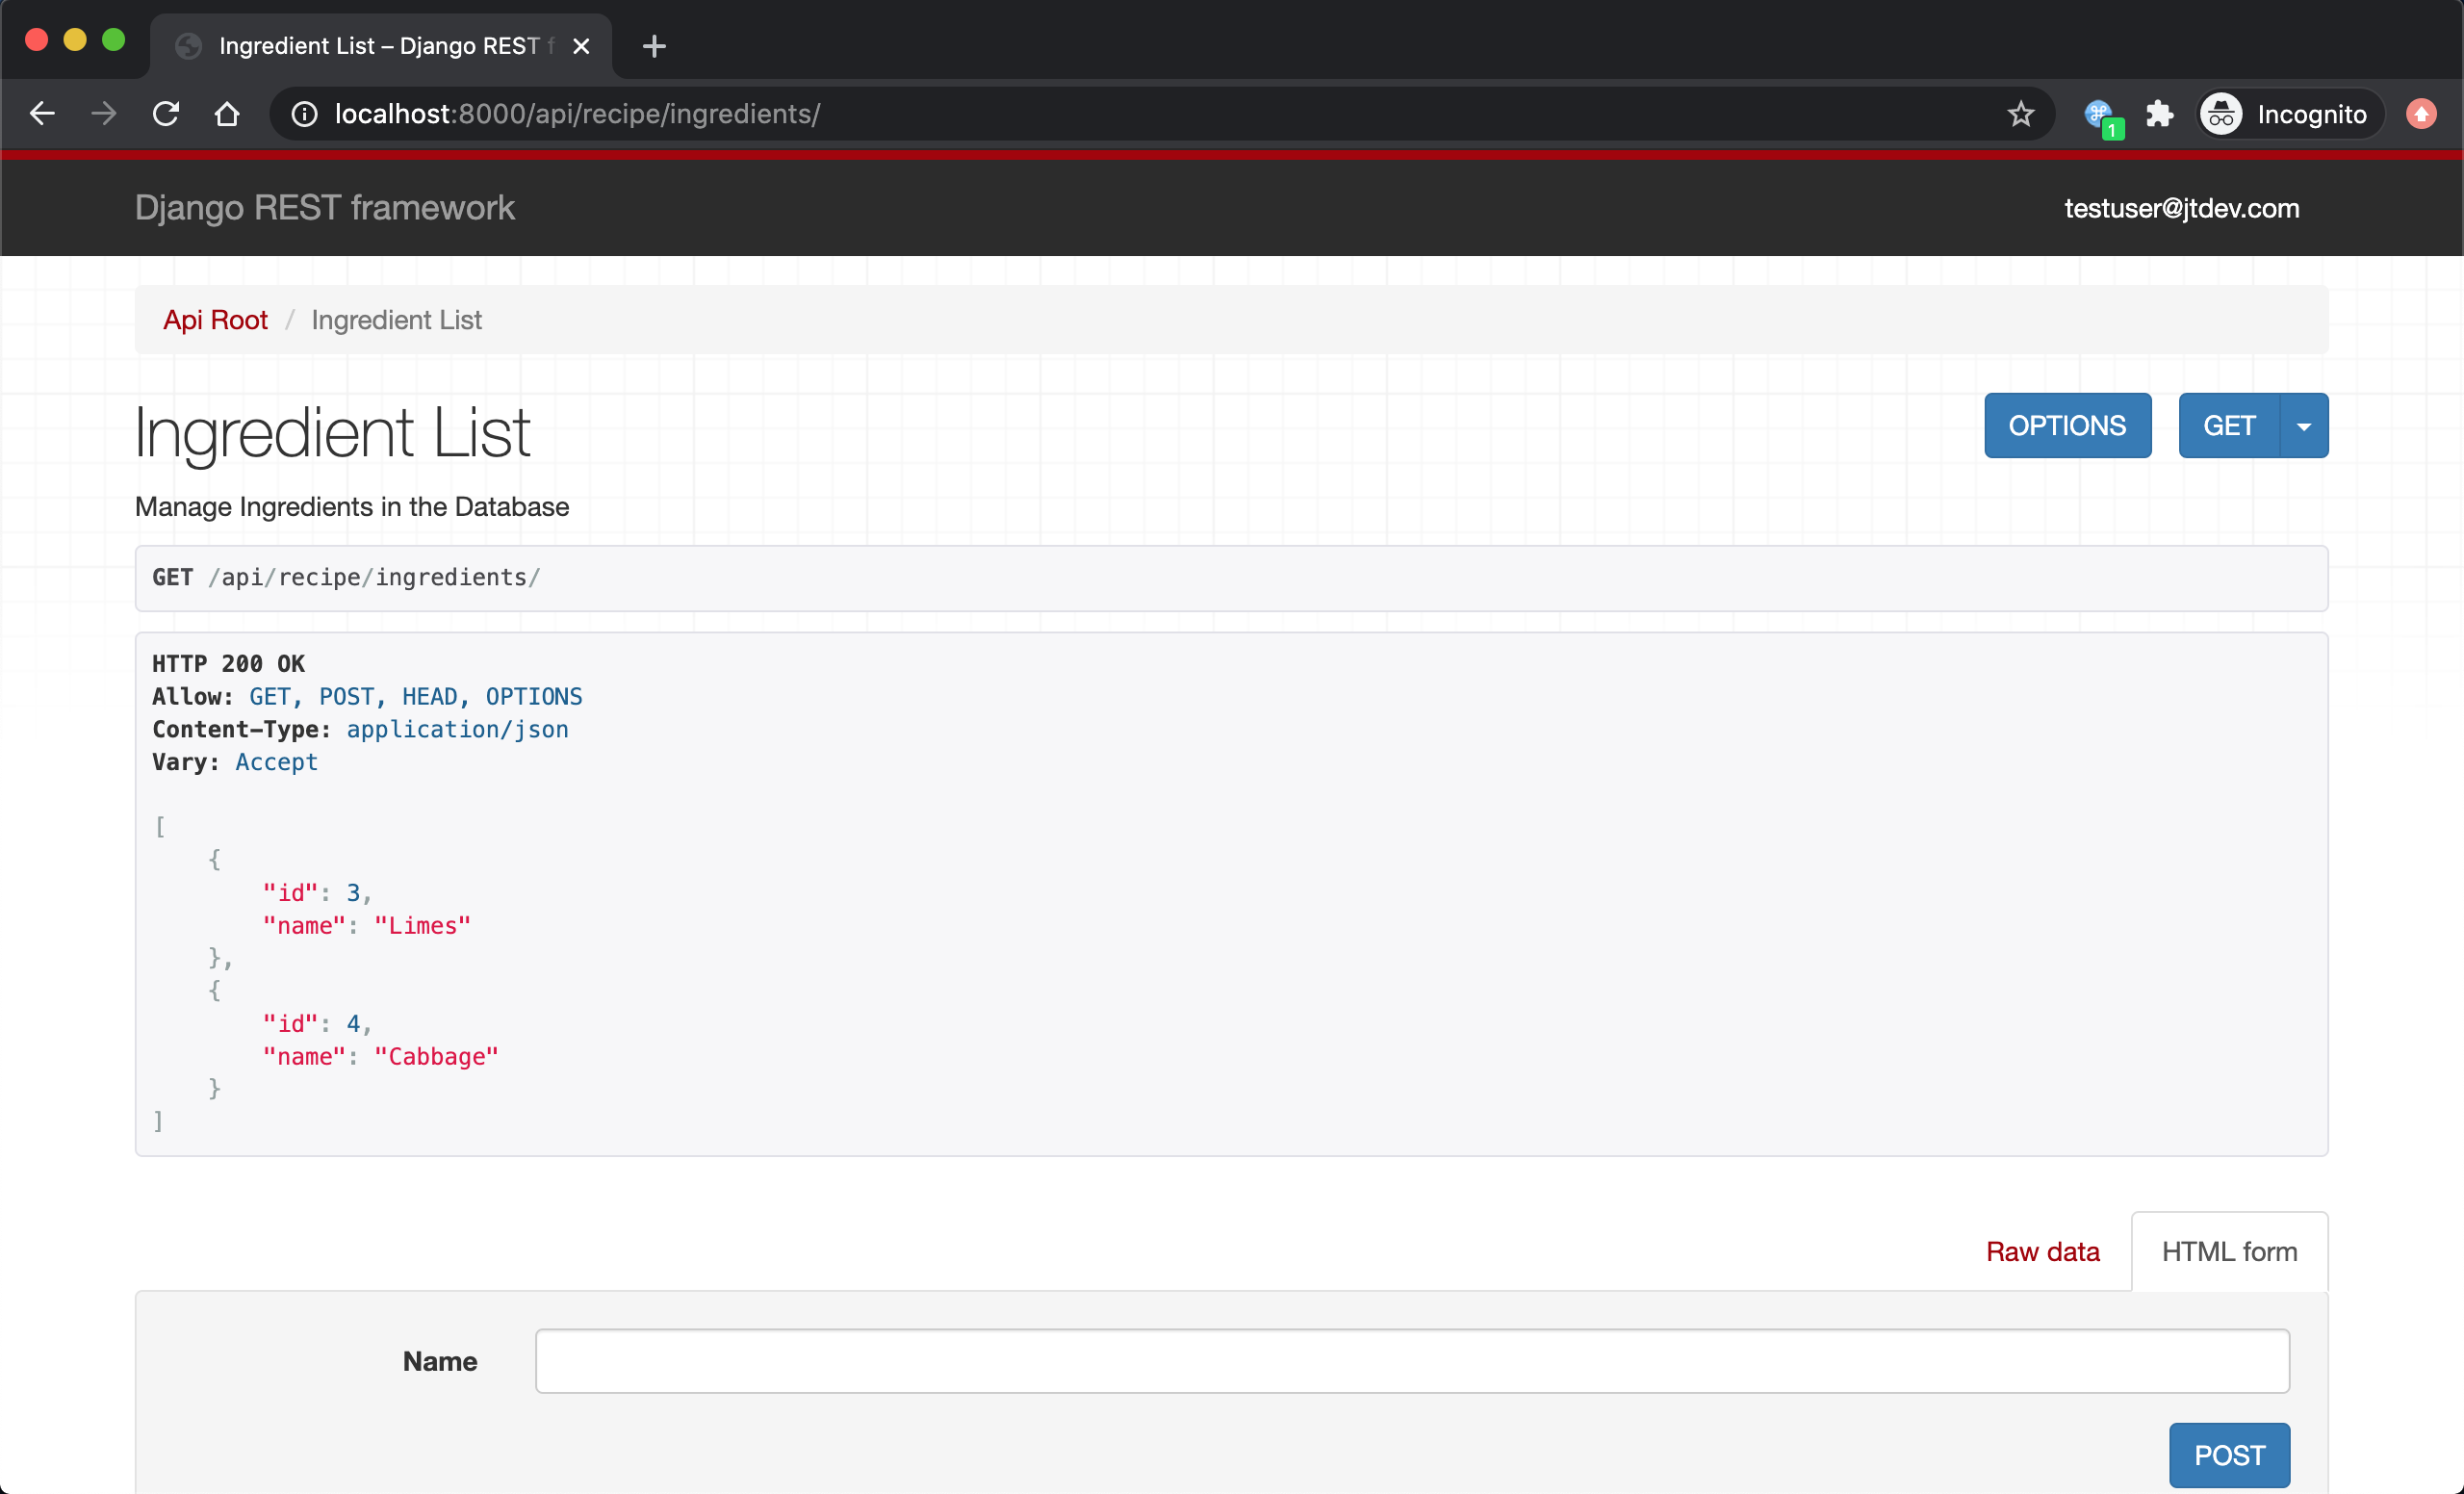 Ingredient List – Django REST f
localhost:8000/api/recipe/ingredients/
1
Incognito
Django REST framework
testuser@jtdev.com
Api Root / Ingredient List
Ingredient List
OPTIONS
GET
Manage Ingredients in the Database
GET /api/recipe/ingredients/
HTTP 200 OK
Allow: GET, POST, HEAD, OPTIONS
Content-Type: application/json
Vary: Accept
[
    {
        "id": 3,
        "name": "Limes"
    },
    {
        "id": 4,
        "name": "Cabbage"
    }
]
Raw data
HTML form
Name
POST